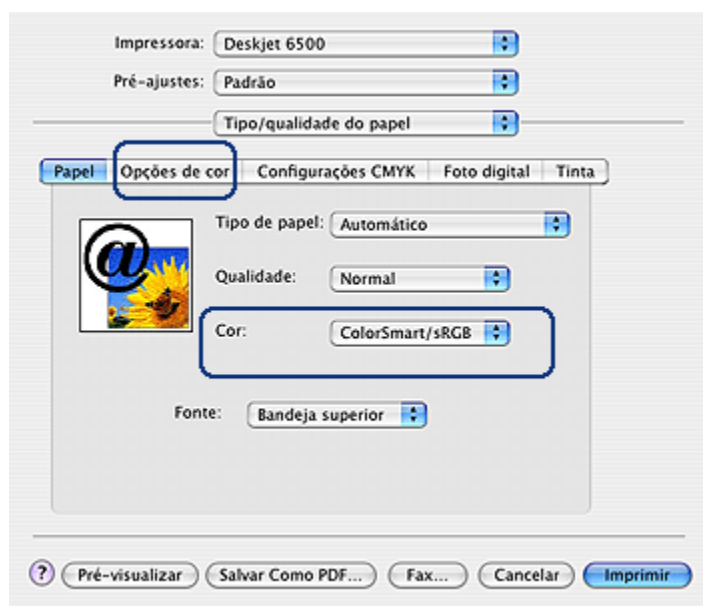 Impressora: Deskjet 6500
Pré-ajustes: Padrão
Tipo/qualidade do papel
Papel Opções de cor Configurações CMYK Foto digital Tinta
@
Tipo de papel: Automático
Qualidade: Normal
Cor: ColorSmart/sRGB
Fonte: Bandeja superior
? Pré-visualizar Salvar Como PDF... Fax... Cancelar Imprimir